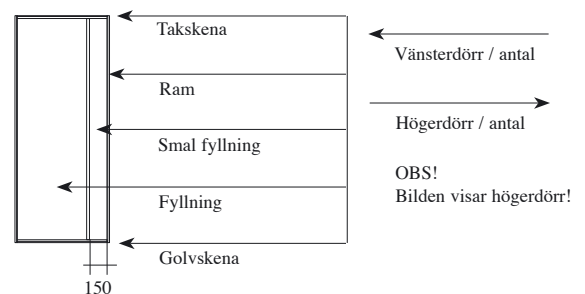 Takskena
Ram
Smal fyllning
Fyllning
Golvskena
150
Vänsterdörr / antal
Högerdörr / antal
OBS!
Bilden visar högerdörr!